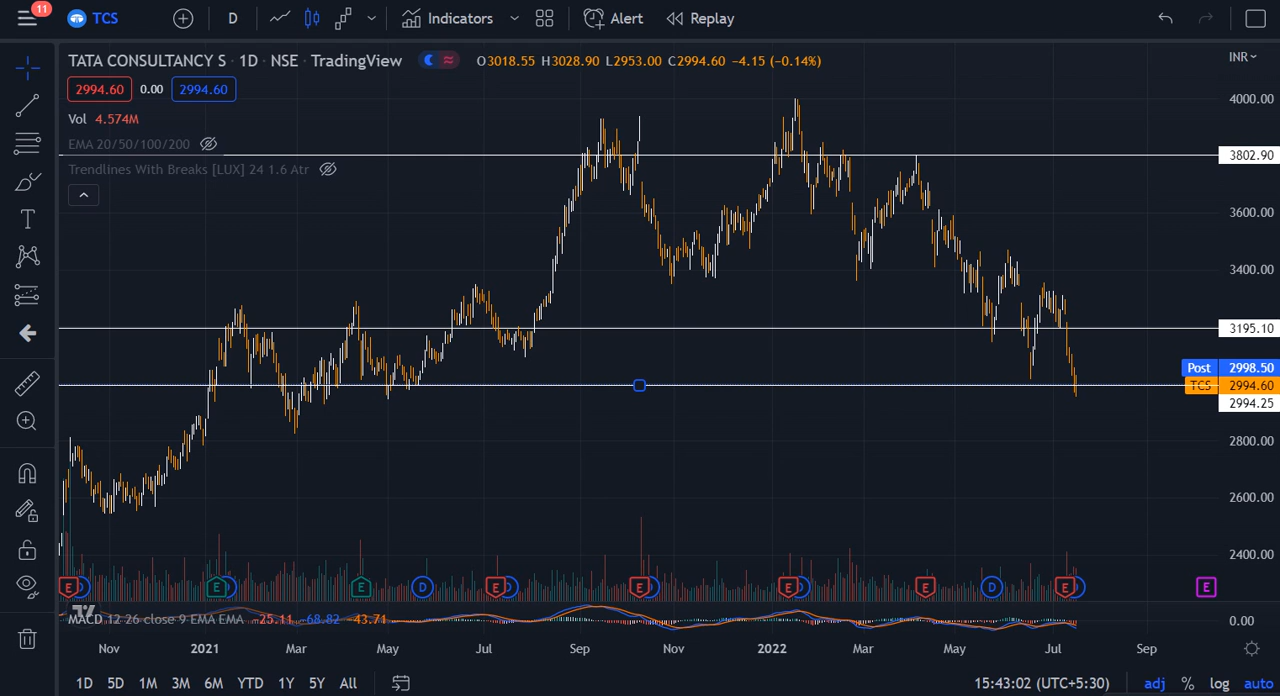 11
TCS D Indicators Alert Replay
TATA CONSULTANCY S · 1D · NSE · TradingView O3018.55 H3028.90 L2953.00 C2994.60 −4.15 (−0.14%) INR
2994.60 0.00 2994.60
Vol 4.574M
EMA 20/50/100/200
Trendlines With Breaks [LUX] 24 1.6 Atr
4000.00
3802.90
3600.00
3400.00
3195.10
Post 2998.50
TCS 2994.60
2994.25
2800.00
2600.00
2400.00
E D E D E D E D E D E D E D E D E
MACD 12 26 close 9 EMA EMA −25.11 −68.82 −43.71 0.00
Nov 2021 Mar May Jul Sep Nov 2022 Mar May Jul Sep
1D 5D 1M 3M 6M YTD 1Y 5Y All 15:43:02 (UTC+5:30) adj % log auto